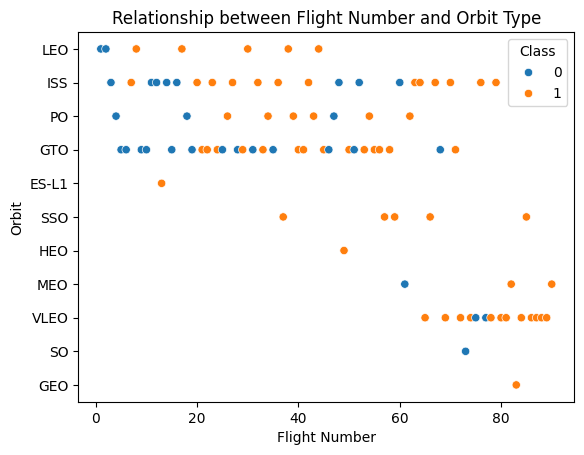 Relationship between Flight Number and Orbit Type
Class
0
1
LEO
ISS
PO
GTO
ES-L1
SSO
HEO
MEO
VLEO
SO
GEO
Orbit
0 20 40 60 80
Flight Number